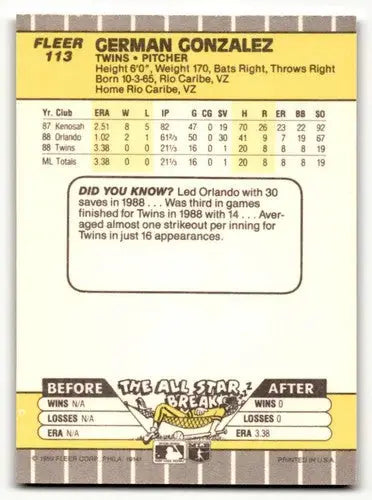 FLEER
113
GERMAN GONZALEZ
TWINS • PITCHER
Height 6'0", Weight 170, Bats Right, Throws Right
Born 10-3-65, Rio Caribe, VZ
Home Rio Caribe, VZ
Yr. Club ERA W L IP G CG SV H R ER BB SO
87 Kenosah 2.51 8 5 82 47 0 19 70 26 23 22 92
88 Orlando 1.02 2 1 61⅔ 50 0 30 41 9 7 19 67
88 Twins 3.38 0 0 21⅓ 16 0 1 20 8 8 8 19
ML Totals 3.38 0 0 21⅓ 16 0 1 20 8 8 8 19
DID YOU KNOW? Led Orlando with 30
saves in 1988 . . . Was third in games
finished for Twins in 1988 with 14 . . . Aver-
aged almost one strikeout per inning for
Twins in just 16 appearances.
BEFORE THE ALL STAR BREAK AFTER
WINS N/A WINS 0
LOSSES N/A LOSSES 0
ERA N/A ERA 3.38
© 1989 FLEER CORP., PHILA. 19141 PRINTED IN U.S.A.